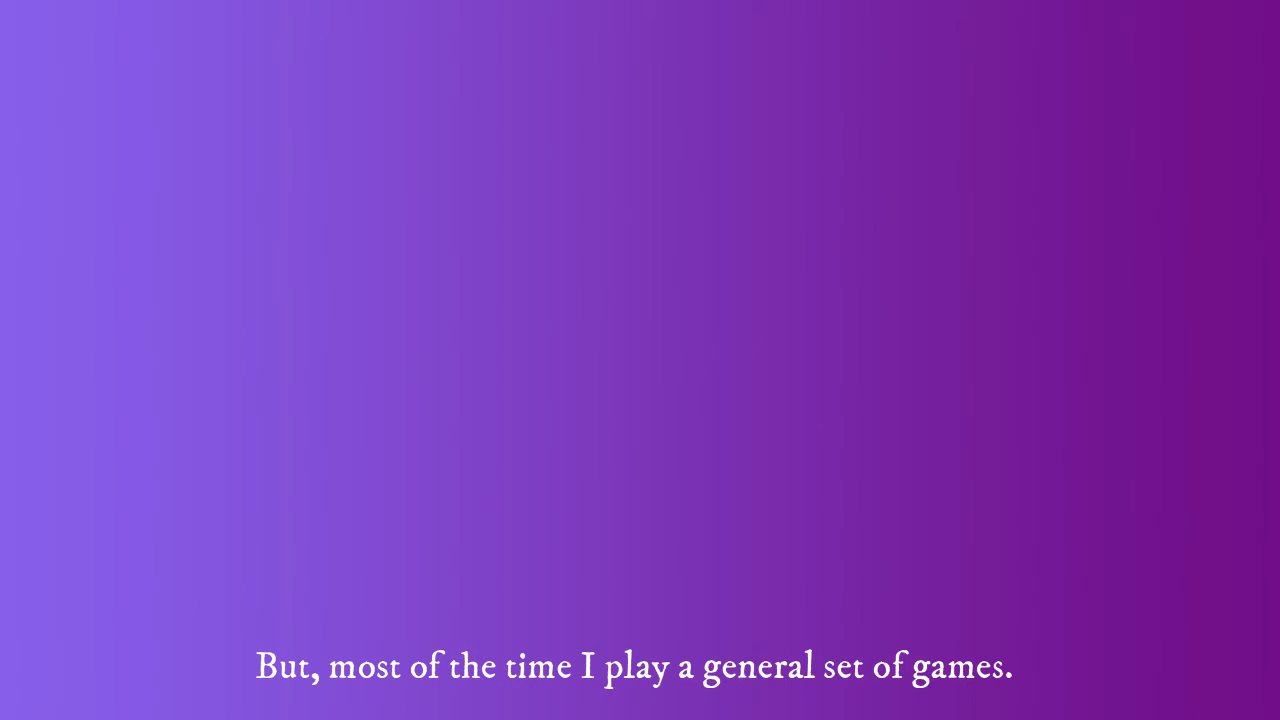 But, most of the time I play a general set of games.